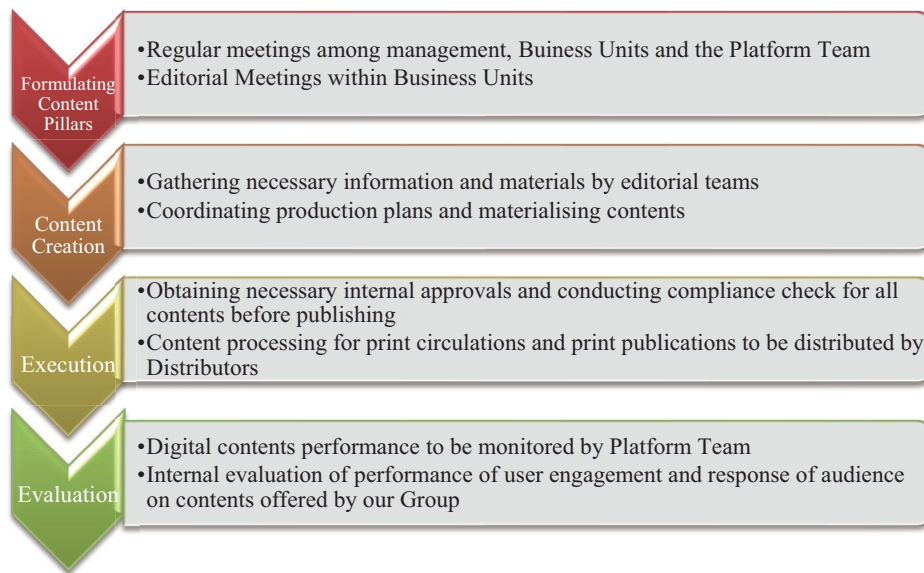 Formulating
Content
Pillars
•Regular meetings among management, Buiness Units and the Platform Team
•Editorial Meetings within Business Units
Content
Creation
•Gathering necessary information and materials by editorial teams
•Coordinating production plans and materialising contents
Execution
•Obtaining necessary internal approvals and conducting compliance check for all
contents before publishing
•Content processing for print circulations and print publications to be distributed by
Distributors
Evaluation
•Digital contents performance to be monitored by Platform Team
•Internal evaluation of performance of user engagement and response of audience
on contents offered by our Group